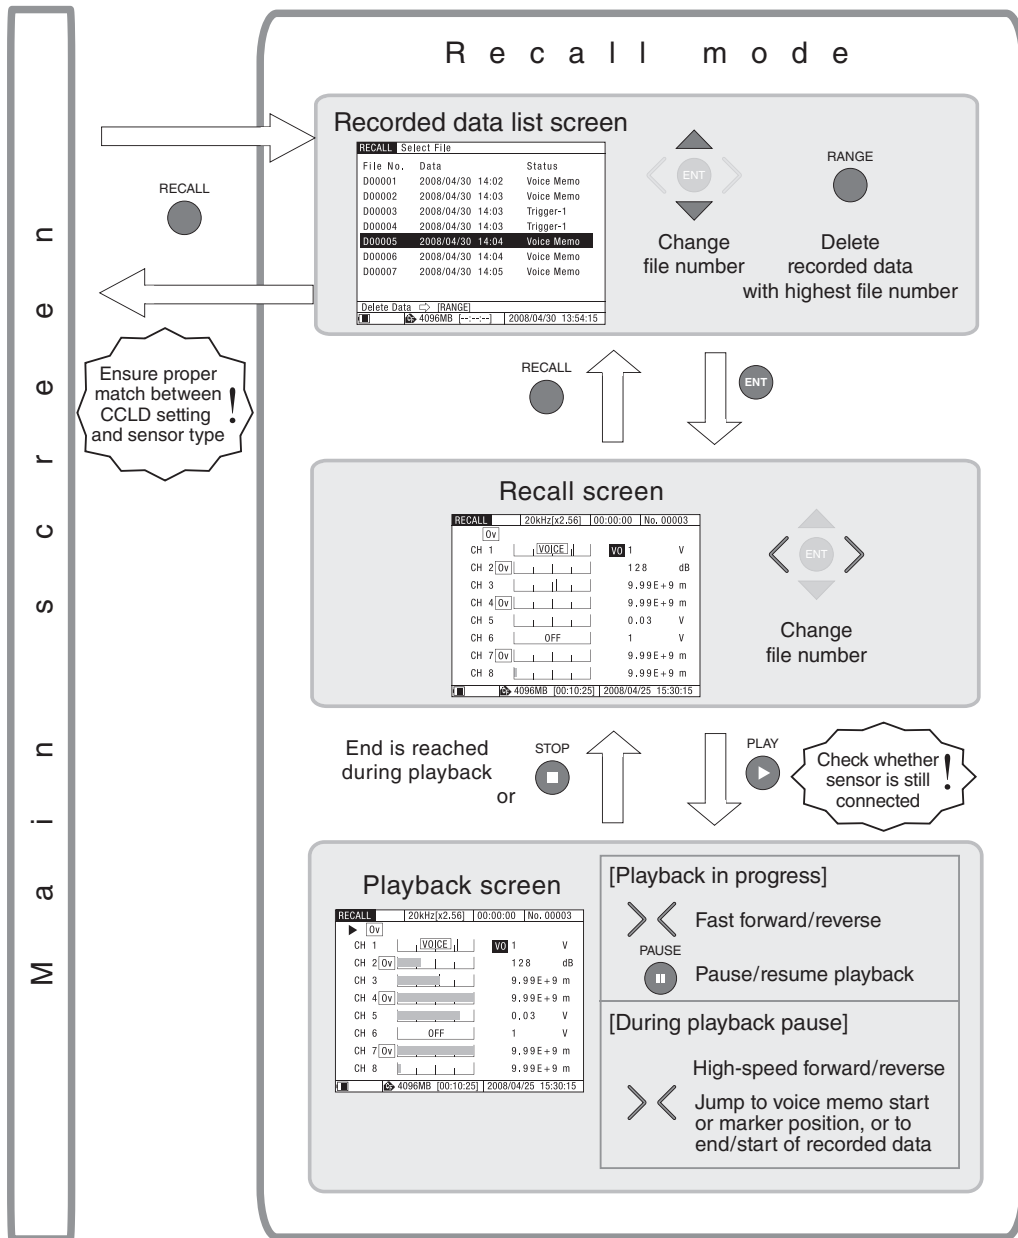 Recall mode
Main screen
RECALL
Ensure proper
match between
CCLD setting
and sensor type
!
Recorded data list screen
RECALL Select File
File No. Data Status
D00001 2008/04/30 14:02 Voice Memo
D00002 2008/04/30 14:03 Voice Memo
D00003 2008/04/30 14:03 Trigger-1
D00004 2008/04/30 14:03 Trigger-1
D00005 2008/04/30 14:04 Voice Memo
D00006 2008/04/30 14:04 Voice Memo
D00007 2008/04/30 14:05 Voice Memo
Delete Data ⇨ [RANGE]
4096MB [--:--:--] 2008/04/30 13:54:15
ENT
Change
file number
RANGE
Delete
recorded data
with highest file number
RECALL
ENT
Recall screen
RECALL 20kHz[x2.56] 00:00:00 No. 00003
Ov
CH 1 VOICE VO 1 V
CH 2 Ov 128 dB
CH 3 9.99E+9 m
CH 4 Ov 9.99E+9 m
CH 5 0.03 V
CH 6 OFF 1 V
CH 7 Ov 9.99E+9 m
CH 8 9.99E+9 m
4096MB [00:10:25] 2008/04/25 15:30:15
ENT
Change
file number
End is reached
during playback
or
STOP
PLAY
Check whether
sensor is still
connected
!
Playback screen
RECALL 20kHz[x2.56] 00:00:00 No. 00003
Ov
CH 1 VOICE VO 1 V
CH 2 Ov 128 dB
CH 3 9.99E+9 m
CH 4 Ov 9.99E+9 m
CH 5 0.03 V
CH 6 OFF 1 V
CH 7 Ov 9.99E+9 m
CH 8 9.99E+9 m
4096MB [00:10:25] 2008/04/25 15:30:15
[Playback in progress]
Fast forward/reverse
PAUSE
Pause/resume playback
[During playback pause]
High-speed forward/reverse
Jump to voice memo start
or marker position, or to
end/start of recorded data